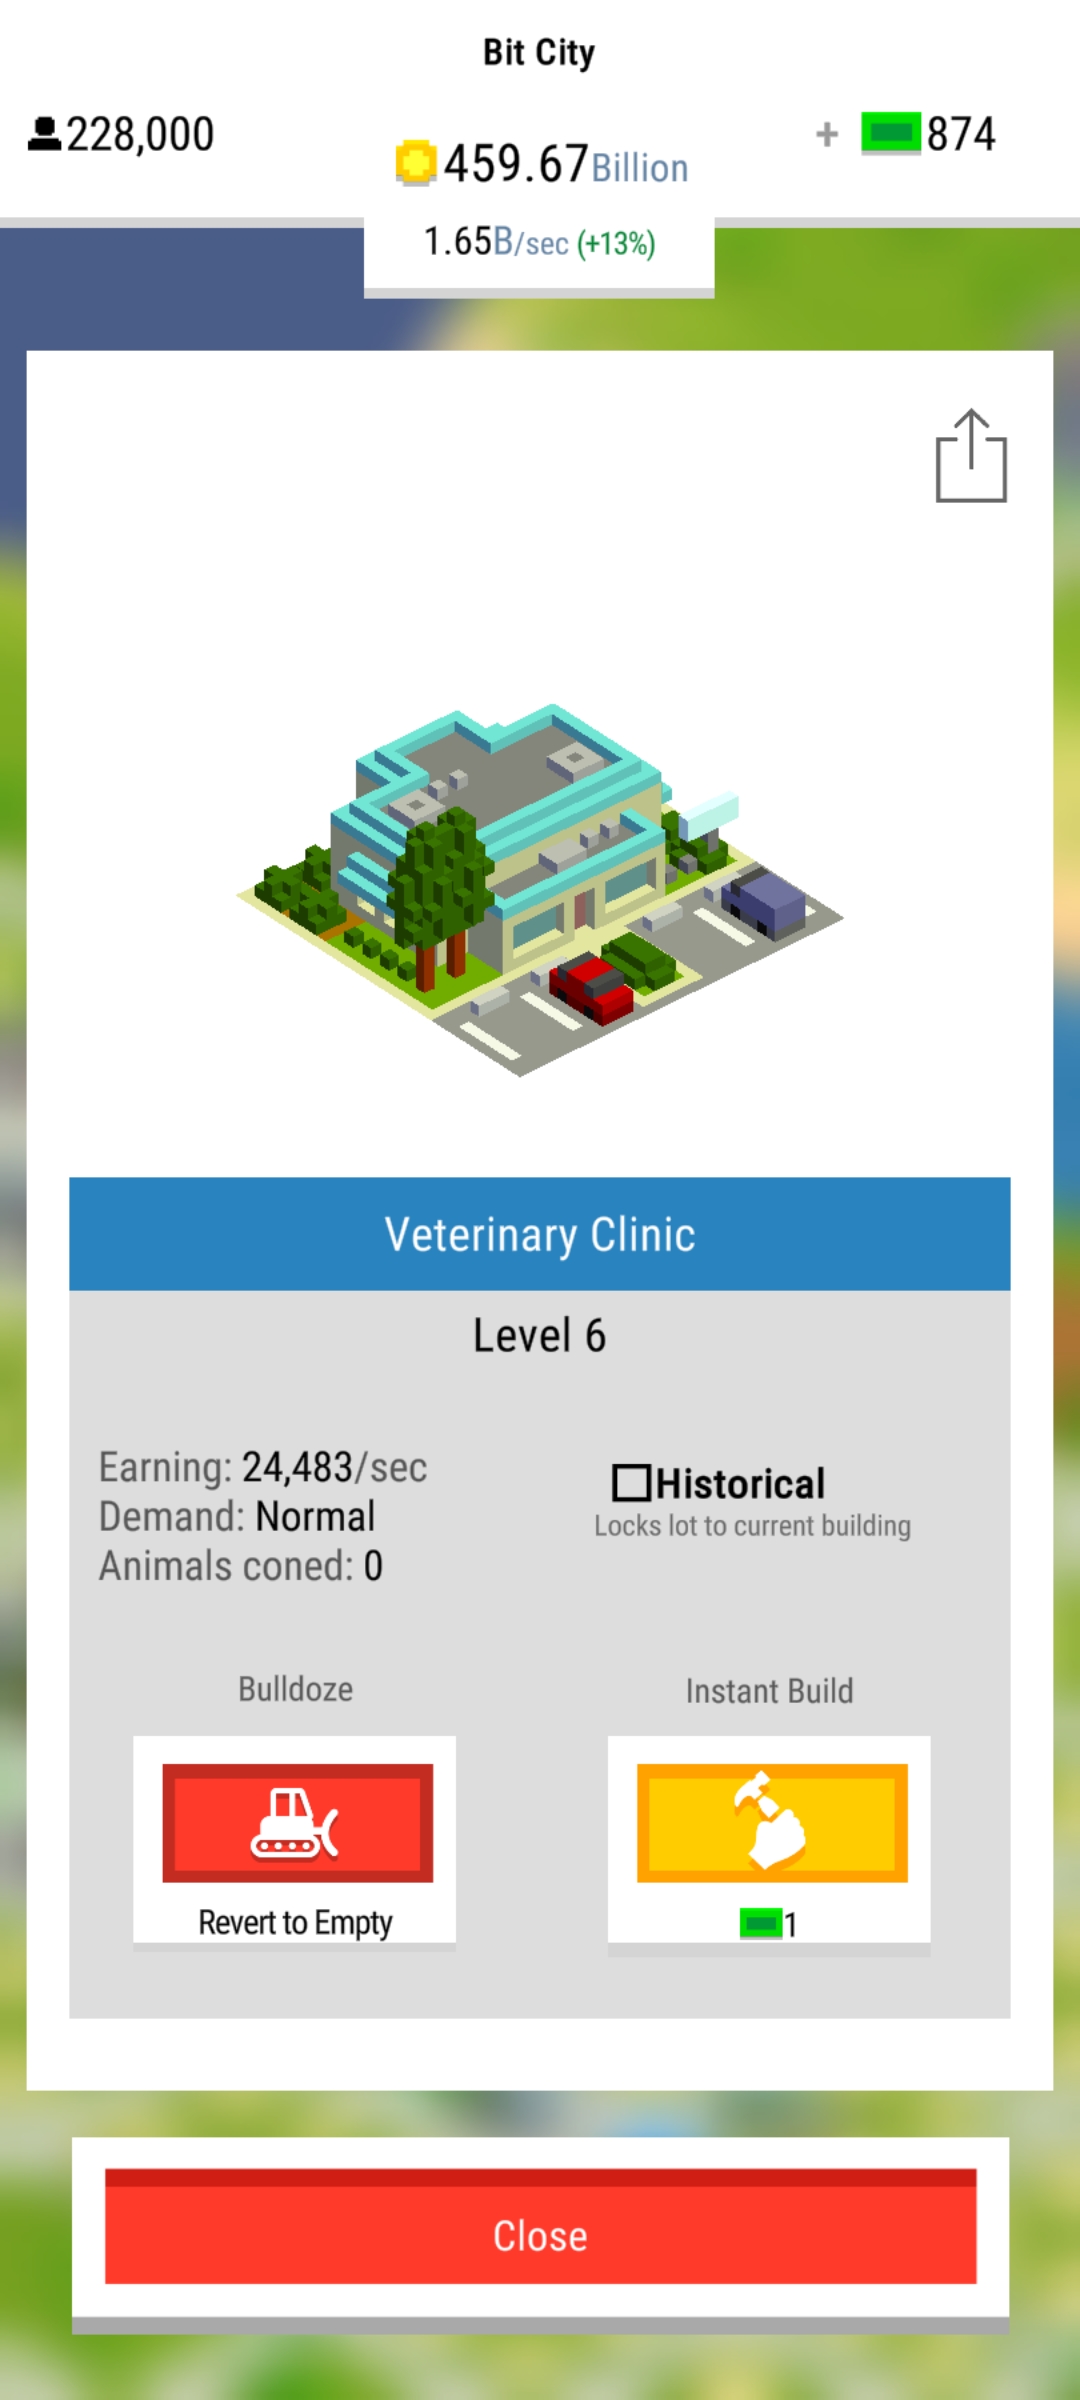 Bit City
228,000
459.67Billion
+ 874
1.65B/sec (+13%)
Veterinary Clinic
Level 6
Earning: 24,483/sec
Demand: Normal
Animals coned: 0
Historical
Locks lot to current building
Bulldoze
Instant Build
Revert to Empty
1
Close